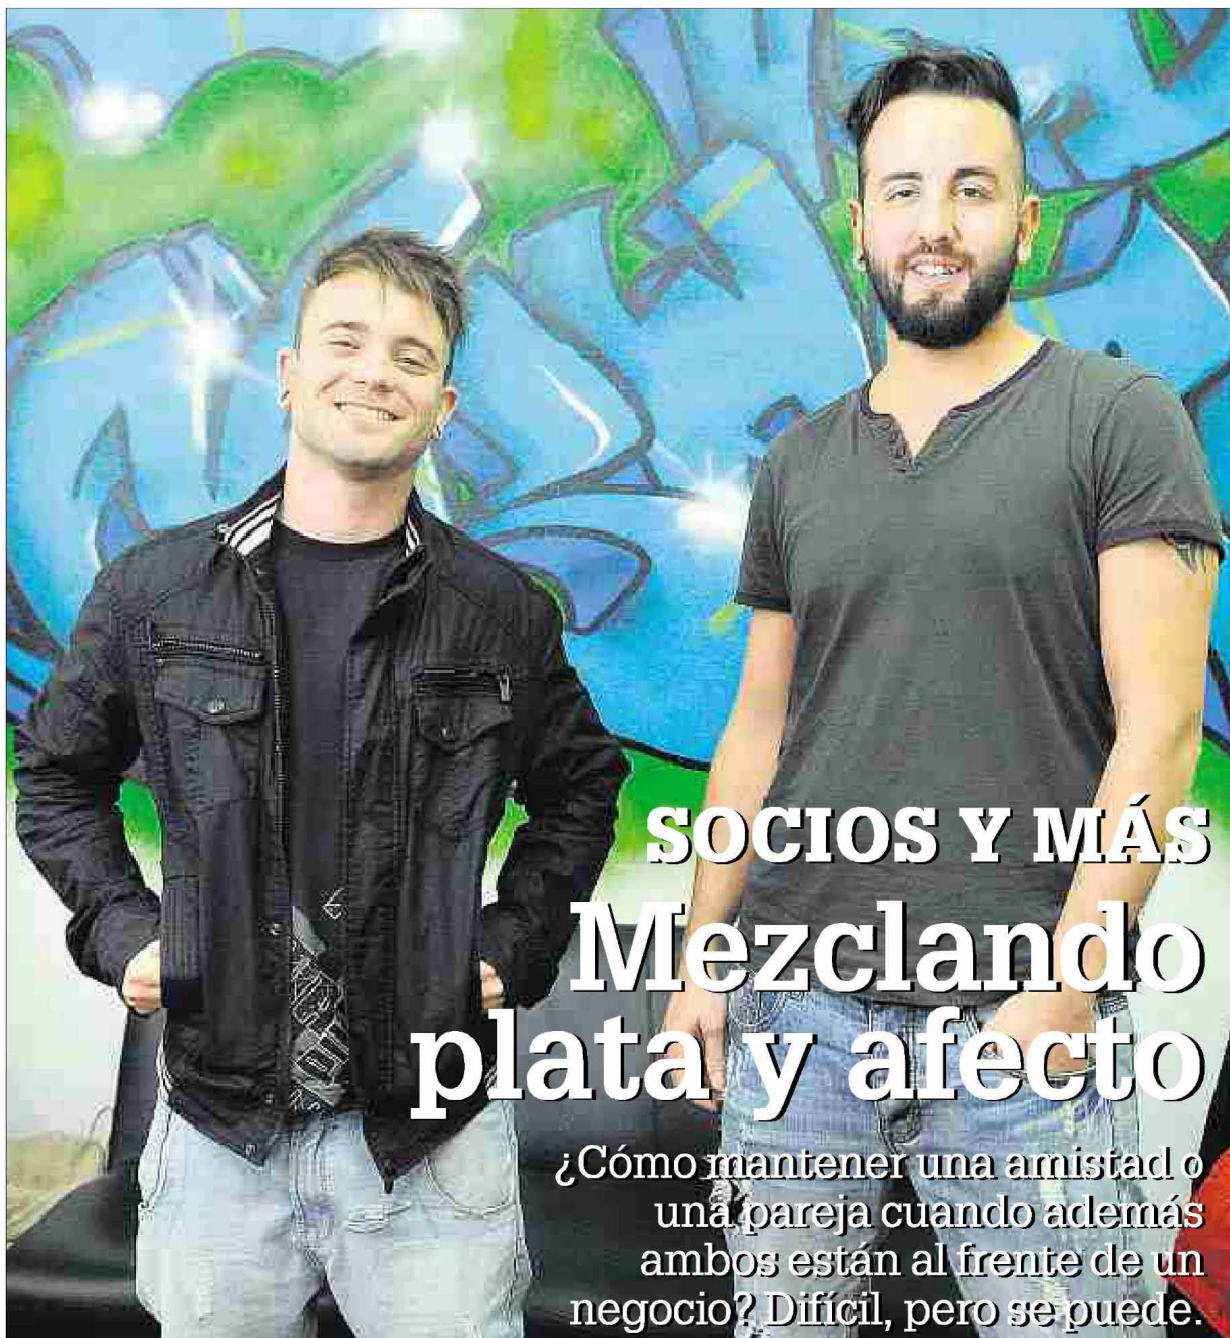 SOCIOS Y MÁS
Mezclando
plata y afecto
¿Cómo mantener una amistad o
una pareja cuando además
ambos están al frente de un
negocio? Difícil, pero se puede.